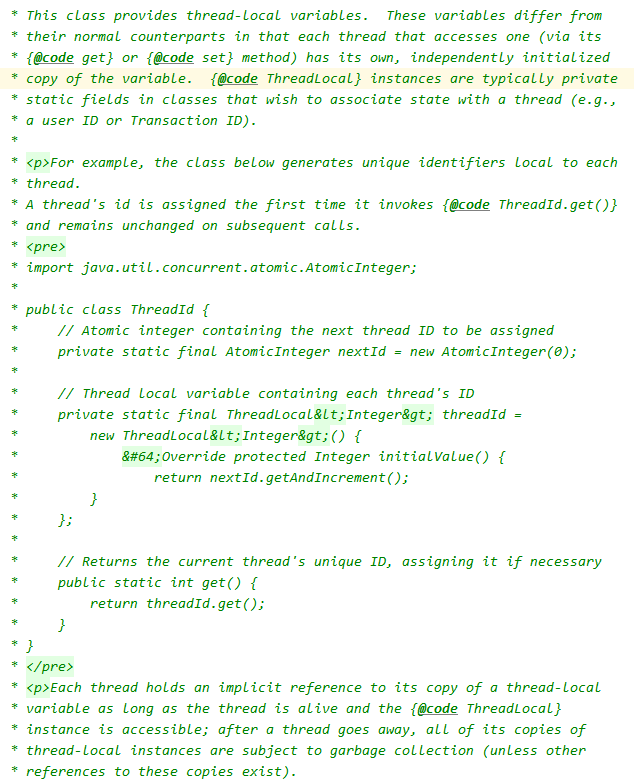 * This class provides thread-local variables.  These variables differ from
* their normal counterparts in that each thread that accesses one (via its
* {@code get} or {@code set} method) has its own, independently initialized
* copy of the variable.  {@code ThreadLocal} instances are typically private
* static fields in classes that wish to associate state with a thread (e.g.,
* a user ID or Transaction ID).
*
* <p>For example, the class below generates unique identifiers local to each
* thread.
* A thread's id is assigned the first time it invokes {@code ThreadId.get()}
* and remains unchanged on subsequent calls.
* <pre>
* import java.util.concurrent.atomic.AtomicInteger;
*
* public class ThreadId {
*     // Atomic integer containing the next thread ID to be assigned
*     private static final AtomicInteger nextId = new AtomicInteger(0);
*
*     // Thread local variable containing each thread's ID
*     private static final ThreadLocal&lt;Integer&gt; threadId =
*         new ThreadLocal&lt;Integer&gt;() {
*             &#64;Override protected Integer initialValue() {
*                 return nextId.getAndIncrement();
*         }
*     };
*
*     // Returns the current thread's unique ID, assigning it if necessary
*     public static int get() {
*         return threadId.get();
*     }
* }
* </pre>
* <p>Each thread holds an implicit reference to its copy of a thread-local
* variable as long as the thread is alive and the {@code ThreadLocal}
* instance is accessible; after a thread goes away, all of its copies of
* thread-local instances are subject to garbage collection (unless other
* references to these copies exist).